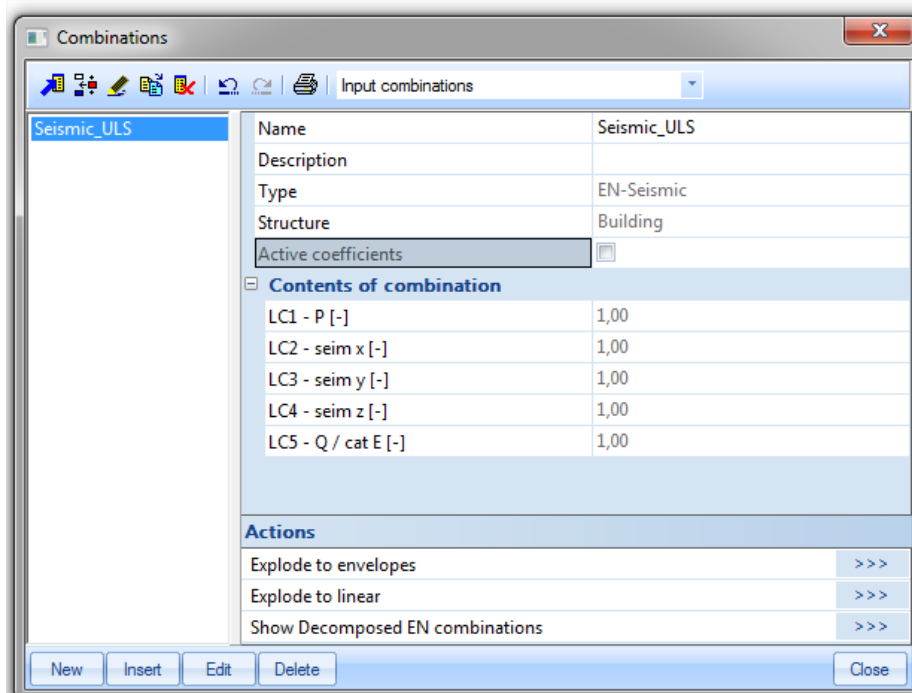 Combinations
Input combinations
Seismic_ULS
Name Seismic_ULS
Description
Type EN-Seismic
Structure Building
Active coefficients
Contents of combination
LC1 - P [-] 1,00
LC2 - seim x [-] 1,00
LC3 - seim y [-] 1,00
LC4 - seim z [-] 1,00
LC5 - Q / cat E [-] 1,00
Actions
Explode to envelopes >>>
Explode to linear >>>
Show Decomposed EN combinations >>>
New Insert Edit Delete Close